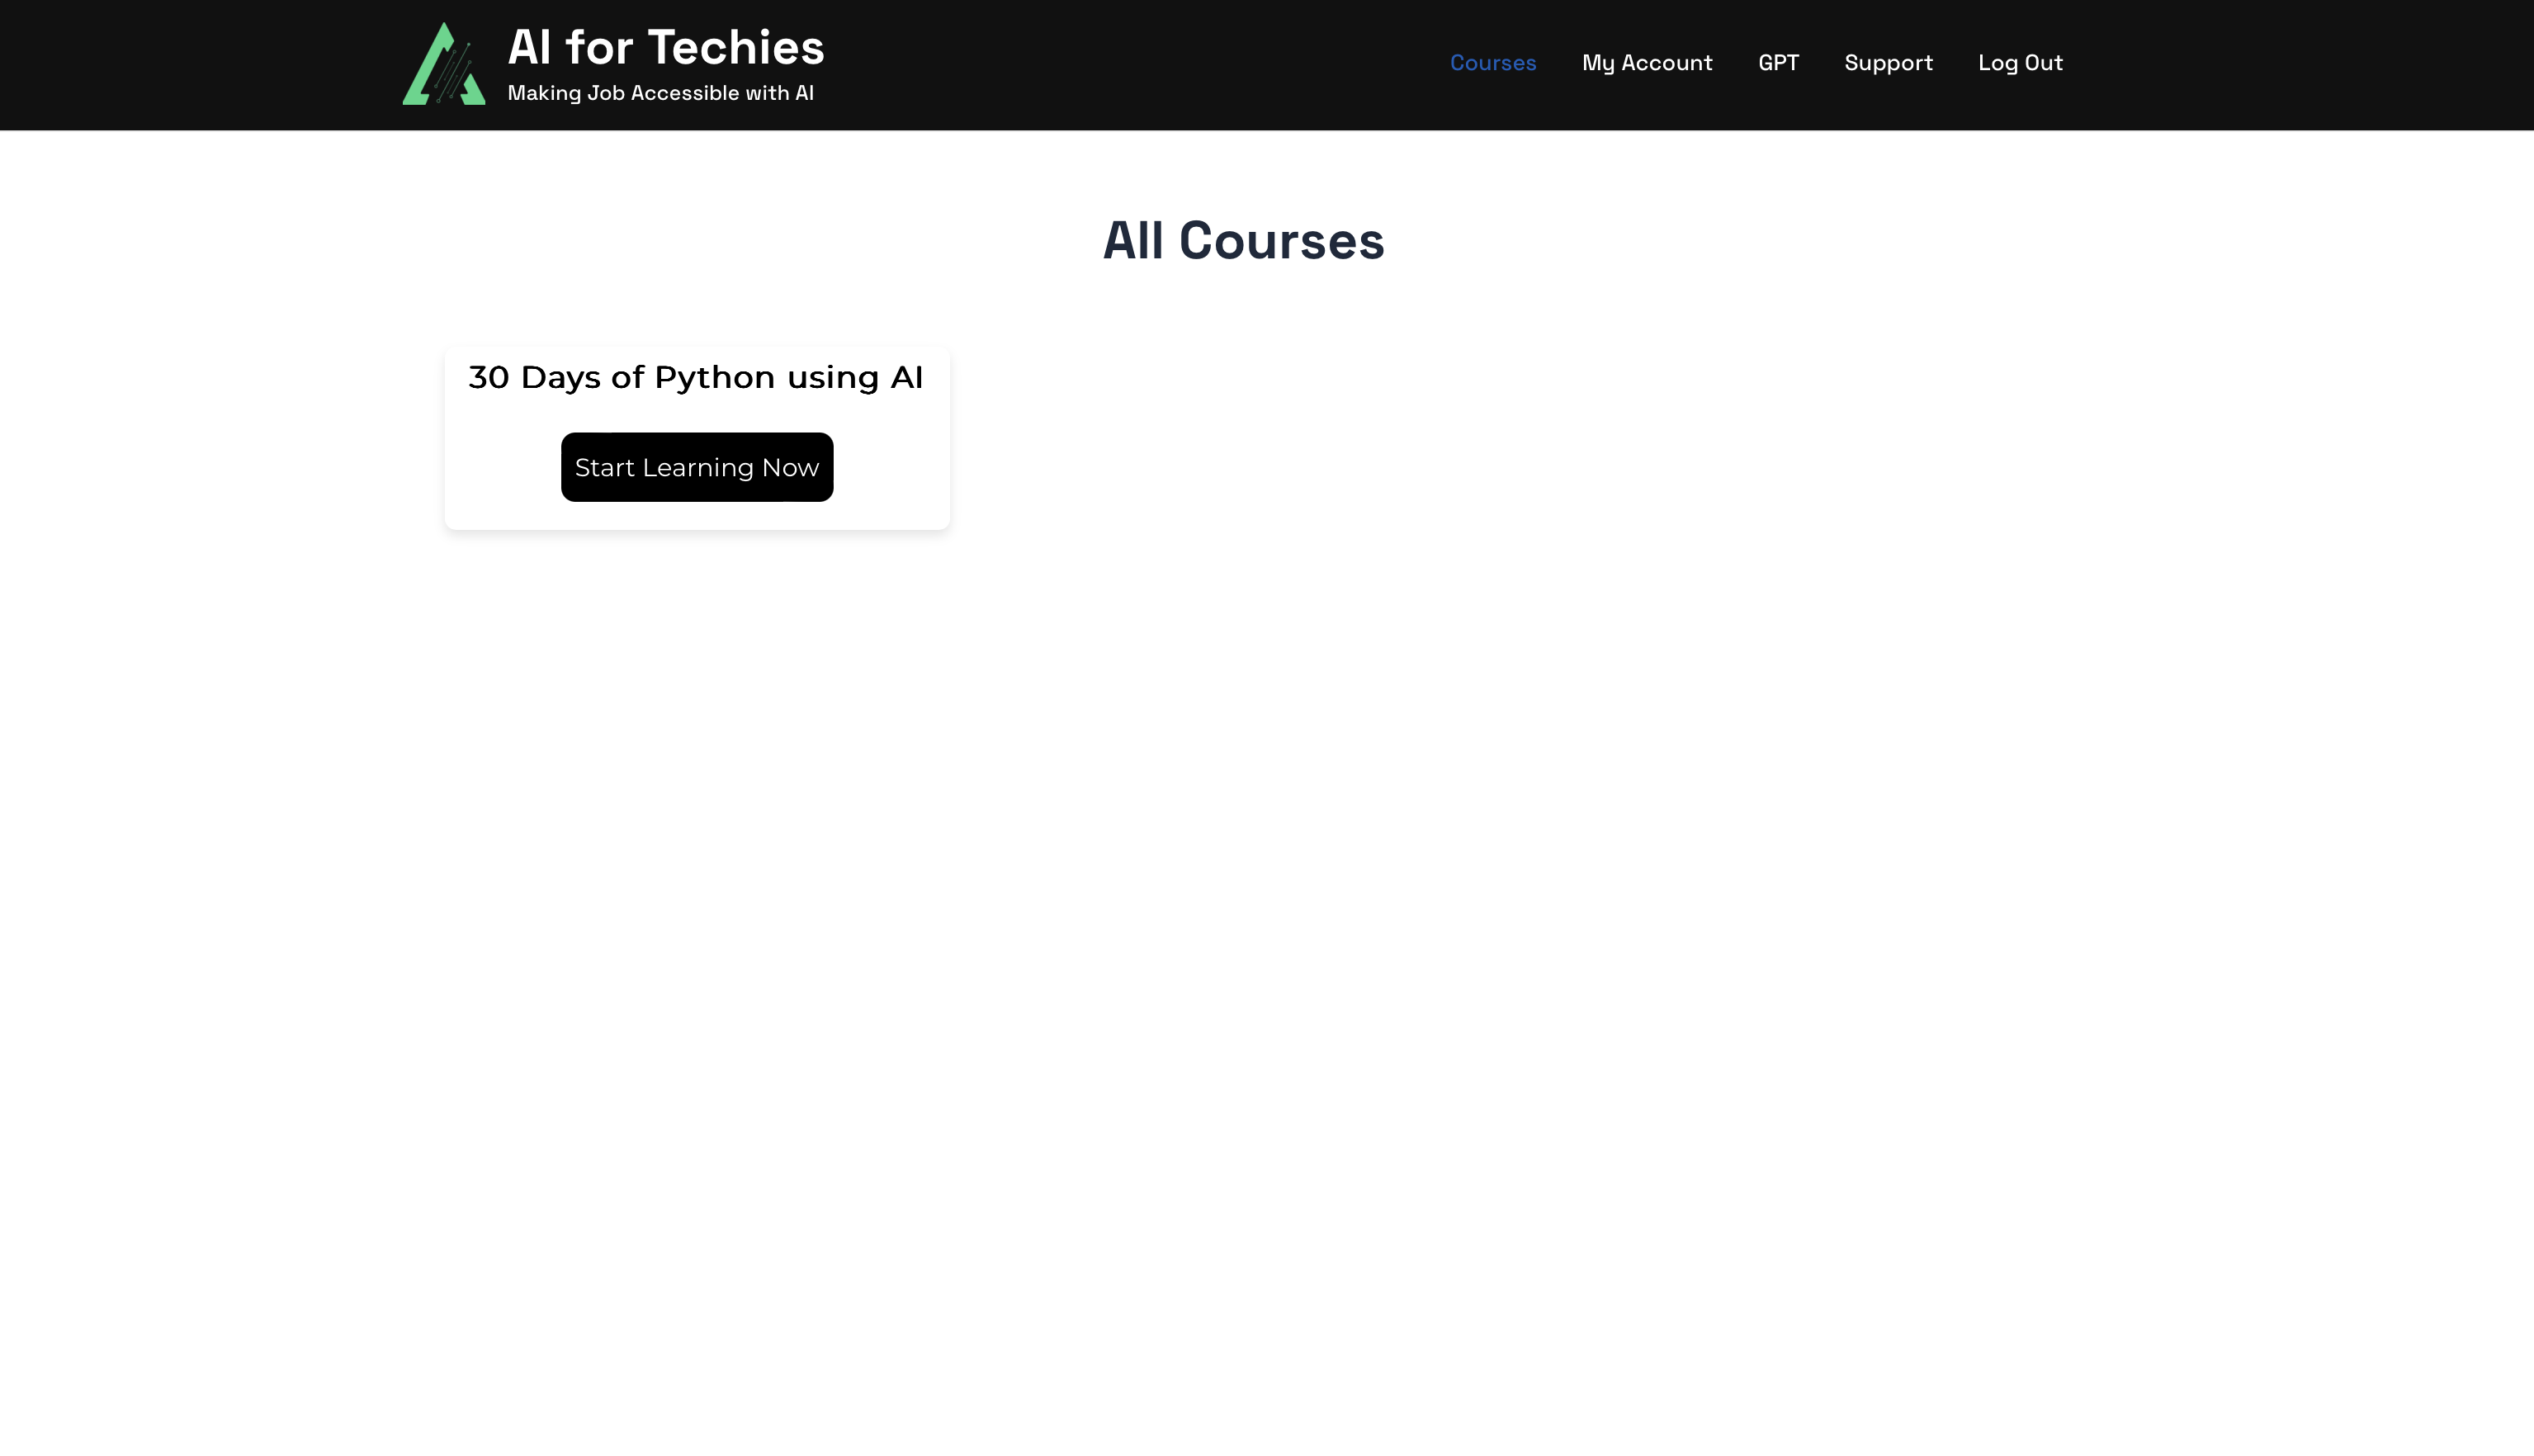 AI for Techies
Making Job Accessible with AI
Courses My Account GPT Support Log Out
All Courses
30 Days of Python using AI
Start Learning Now